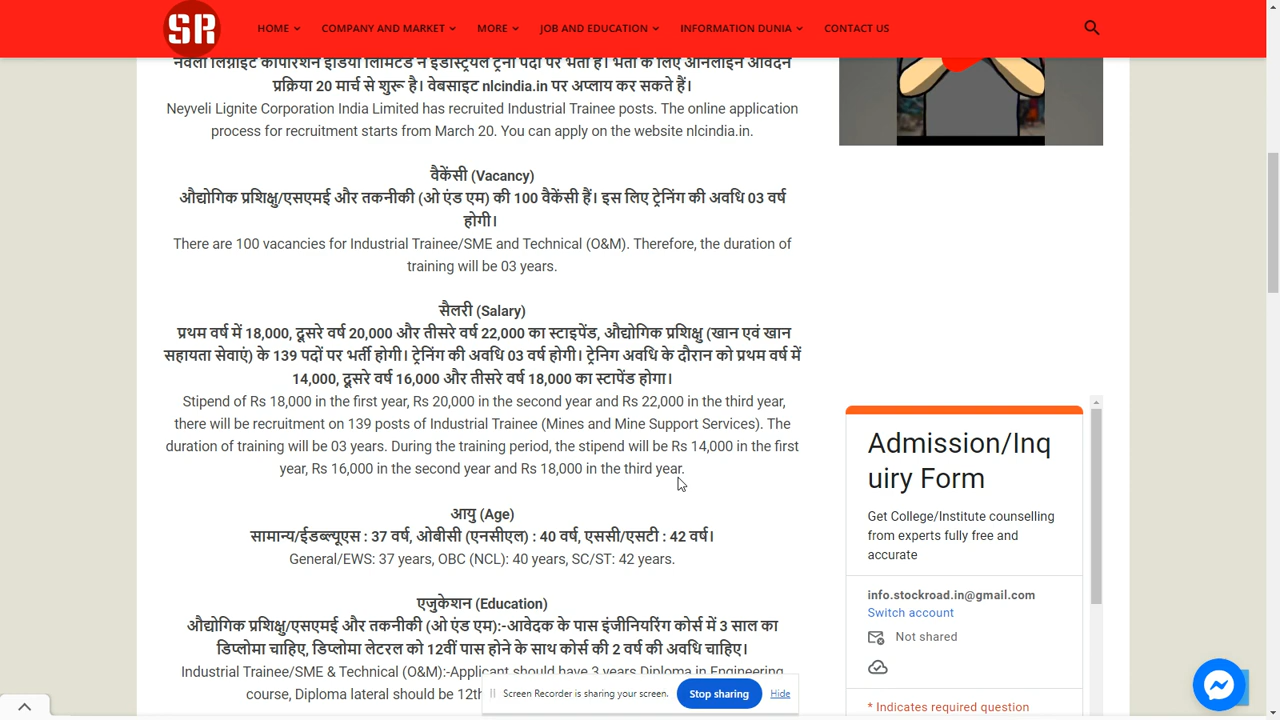 SR
HOME
COMPANY AND MARKET
MORE
JOB AND EDUCATION
INFORMATION DUNIA
CONTACT US
प्रक्रिया 20 मार्च से शुरू है। वेबसाइट nlcindia.in पर अप्लाय कर सकते हैं।
Neyveli Lignite Corporation India Limited has recruited Industrial Trainee posts. The online application
process for recruitment starts from March 20. You can apply on the website nlcindia.in.
वैकेंसी (Vacancy)
औद्योगिक प्रशिक्षु/एसएमई और तकनीकी (ओ एंड एम) की 100 वैकेंसी हैं। इस लिए ट्रेनिंग की अवधि 03 वर्ष
होगी।
There are 100 vacancies for Industrial Trainee/SME and Technical (O&M). Therefore, the duration of
training will be 03 years.
सैलरी (Salary)
प्रथम वर्ष में 18,000, दूसरे वर्ष 20,000 और तीसरे वर्ष 22,000 का स्टाइपेंड, औद्योगिक प्रशिक्षु (खान एवं खान
सहायता सेवाएं) के 139 पदों पर भर्ती होगी। ट्रेनिंग की अवधि 03 वर्ष होगी। ट्रेनिग अवधि के दौरान को प्रथम वर्ष में
14,000, दूसरे वर्ष 16,000 और तीसरे वर्ष 18,000 का स्टापेंड होगा।
Stipend of Rs 18,000 in the first year, Rs 20,000 in the second year and Rs 22,000 in the third year,
there will be recruitment on 139 posts of Industrial Trainee (Mines and Mine Support Services). The
duration of training will be 03 years. During the training period, the stipend will be Rs 14,000 in the first
year, Rs 16,000 in the second year and Rs 18,000 in the third year.
आयु (Age)
सामान्य/ईडब्ल्यूएस : 37 वर्ष, ओबीसी (एनसीएल) : 40 वर्ष, एससी/एसटी : 42 वर्ष।
General/EWS: 37 years, OBC (NCL): 40 years, SC/ST: 42 years.
एजुकेशन (Education)
औद्योगिक प्रशिक्षु/एसएमई और तकनीकी (ओ एंड एम):-आवेदक के पास इंजीनियरिंग कोर्स में 3 साल का
डिप्लोमा चाहिए, डिप्लोमा लेटरल को 12वीं पास होने के साथ कोर्स की 2 वर्ष की अवधि चाहिए।
Industrial Trainee/SME & Technical (O&M):-Applicant should have 3 years Diploma in Engineering
course, Diploma lateral should be 12th
Admission/Inq
uiry Form
Get College/Institute counselling
from experts fully free and
accurate
info.stockroad.in@gmail.com
Switch account
Not shared
* Indicates required question
Screen Recorder is sharing your screen.
Stop sharing
Hide